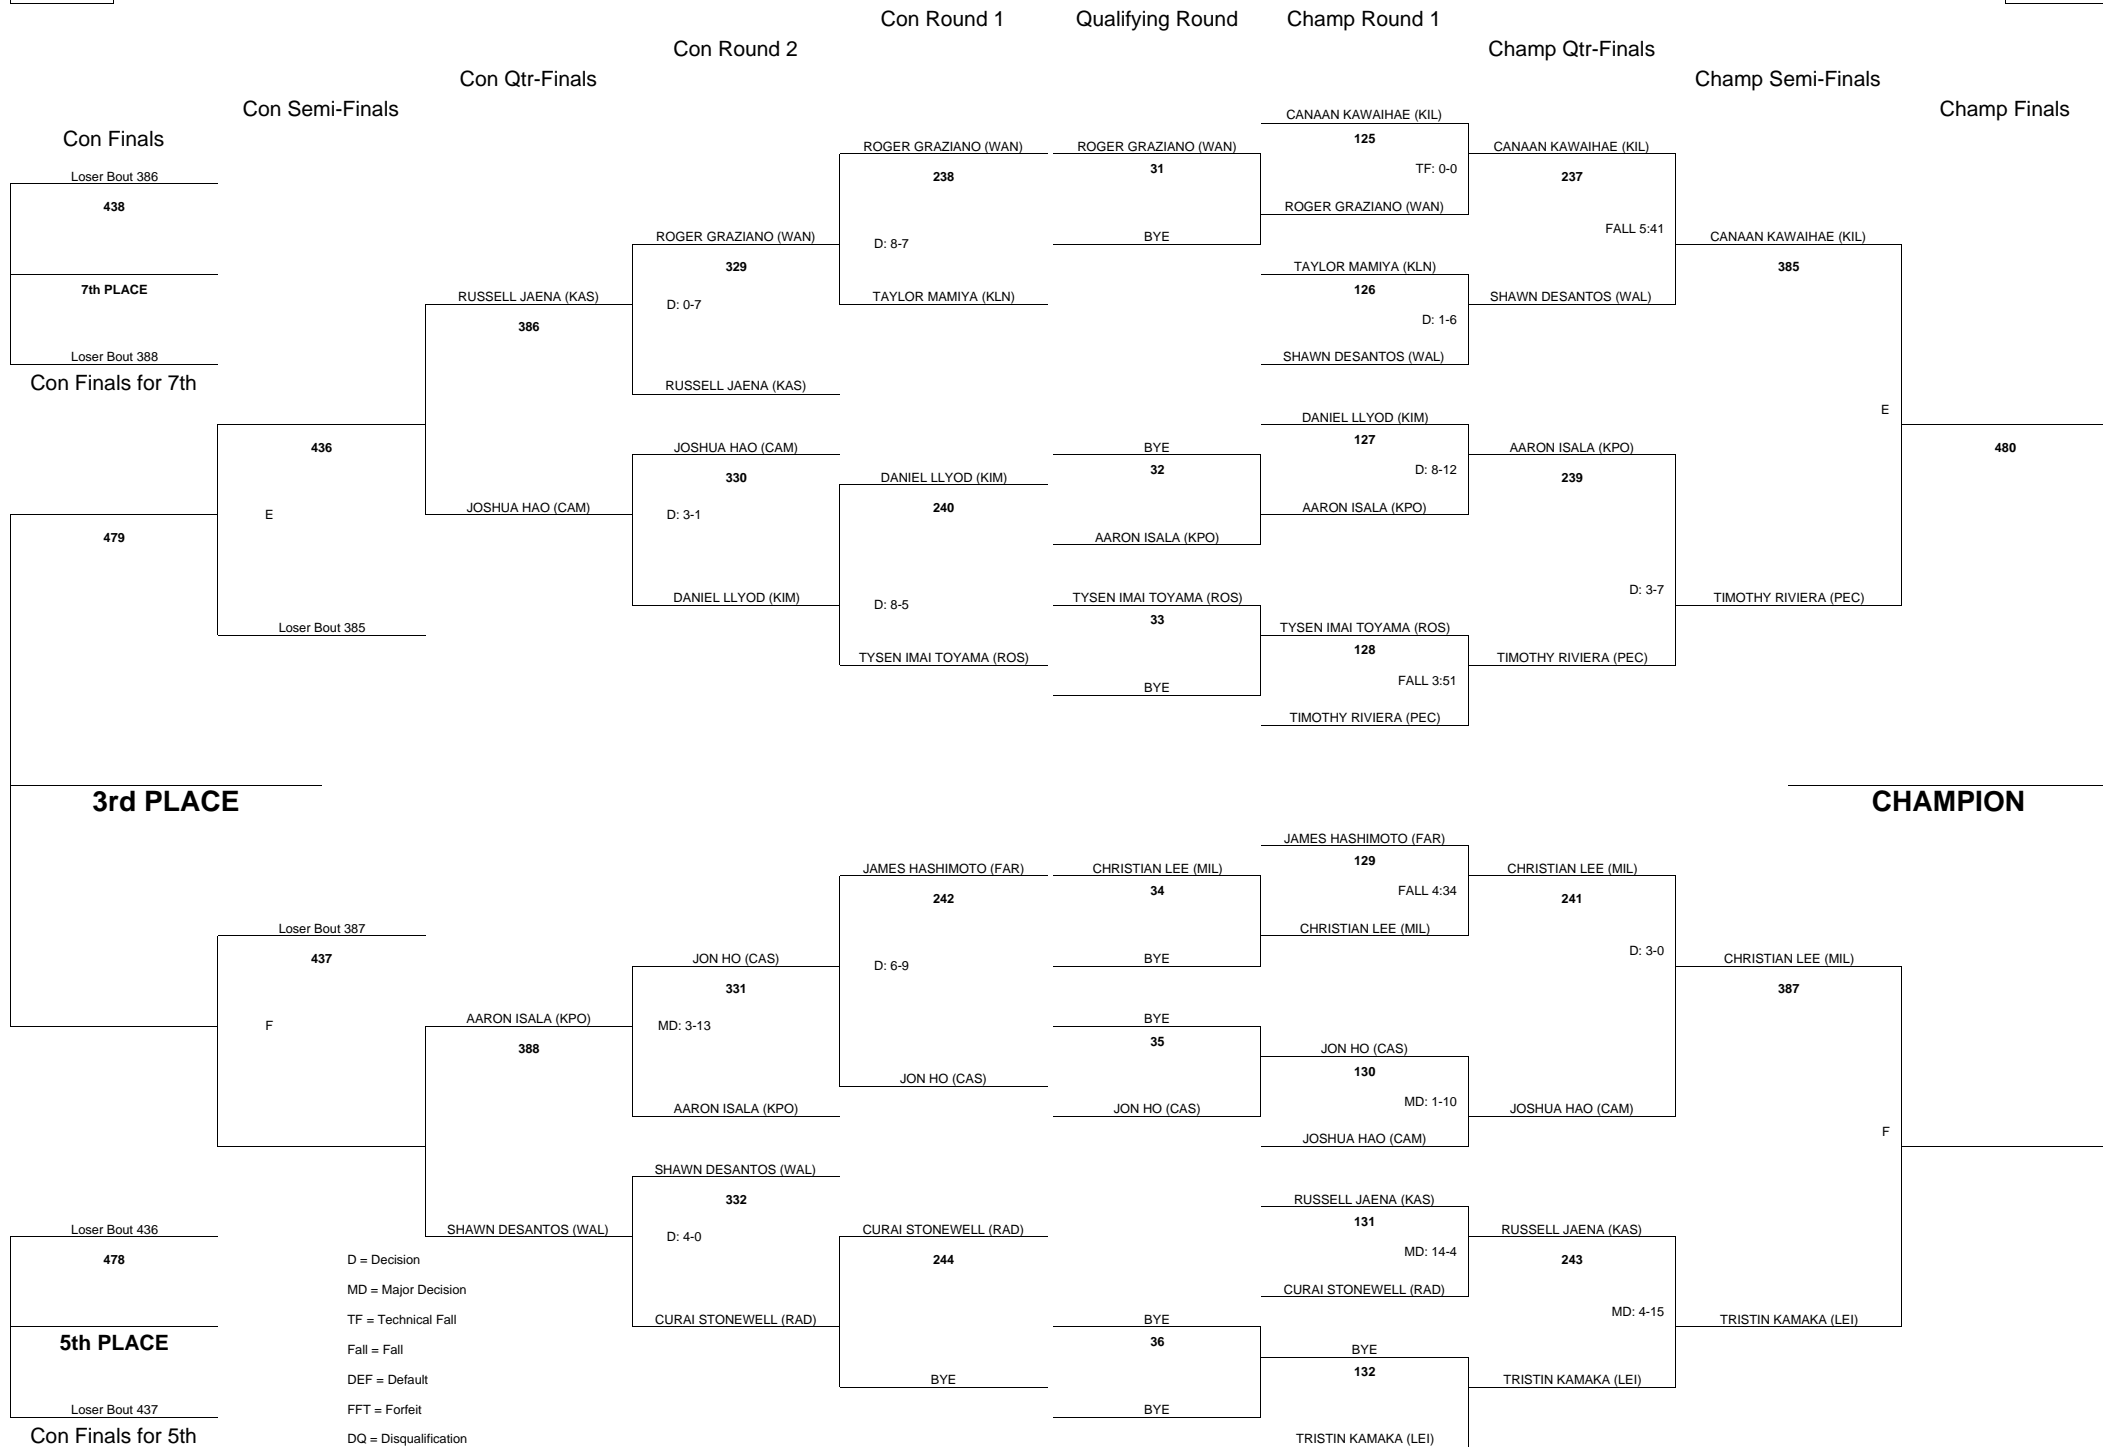 Con Round 1 Qualifying Round Champ Round 1
Con Round 2 Champ Qtr-Finals
Con Qtr-Finals Champ Semi-Finals
Con Semi-Finals CANAAN KAWAIHAE (KIL) Champ Finals
Con Finals 125
ROGER GRAZIANO (WAN) ROGER GRAZIANO (WAN) CANAAN KAWAIHAE (KIL)
31 TF: 0-0
Loser Bout 386 238 237
438 ROGER GRAZIANO (WAN)
FALL 5:41
ROGER GRAZIANO (WAN) D: 8-7 BYE CANAAN KAWAIHAE (KIL)
329 TAYLOR MAMIYA (KLN) 385
7th PLACE 126
RUSSELL JAENA (KAS) D: 0-7 TAYLOR MAMIYA (KLN) SHAWN DESANTOS (WAL)
386 D: 1-6
Loser Bout 388 SHAWN DESANTOS (WAL)
Con Finals for 7th RUSSELL JAENA (KAS)
E
DANIEL LLYOD (KIM)
436 JOSHUA HAO (CAM) BYE 127 AARON ISALA (KPO) 480
330 DANIEL LLYOD (KIM) 32 D: 8-12 239
JOSHUA HAO (CAM) D: 3-1 240 AARON ISALA (KPO)
E
479 AARON ISALA (KPO)
D: 3-7
DANIEL LLYOD (KIM) D: 8-5 TYSEN IMAI TOYAMA (ROS) TIMOTHY RIVIERA (PEC)
33
Loser Bout 385 TYSEN IMAI TOYAMA (ROS)
128
TYSEN IMAI TOYAMA (ROS) TIMOTHY RIVIERA (PEC)
BYE FALL 3:51
TIMOTHY RIVIERA (PEC)
3rd PLACE CHAMPION
JAMES HASHIMOTO (FAR)
129
JAMES HASHIMOTO (FAR) CHRISTIAN LEE (MIL) CHRISTIAN LEE (MIL)
242 34 FALL 4:34 241
Loser Bout 387 CHRISTIAN LEE (MIL)
D: 3-0
437 JON HO (CAS) D: 6-9 BYE CHRISTIAN LEE (MIL)
331 387
F AARON ISALA (KPO) MD: 3-13 BYE
388 35 JON HO (CAS)
130
JON HO (CAS)
AARON ISALA (KPO) JON HO (CAS) MD: 1-10 JOSHUA HAO (CAM)
JOSHUA HAO (CAM) F
SHAWN DESANTOS (WAL)
332 RUSSELL JAENA (KAS)
131
Loser Bout 436 SHAWN DESANTOS (WAL) D: 4-0 CURAI STONEWELL (RAD) RUSSELL JAENA (KAS)
478 D = Decision 244 MD: 14-4 243
MD = Major Decision CURAI STONEWELL (RAD)
MD: 4-15
TF = Technical Fall CURAI STONEWELL (RAD) BYE TRISTIN KAMAKA (LEI)
5th PLACE Fall = Fall 36 BYE
DEF = Default BYE 132 TRISTIN KAMAKA (LEI)
Loser Bout 437 FFT = Forfeit BYE
Con Finals for 5th DQ = Disqualification TRISTIN KAMAKA (LEI)